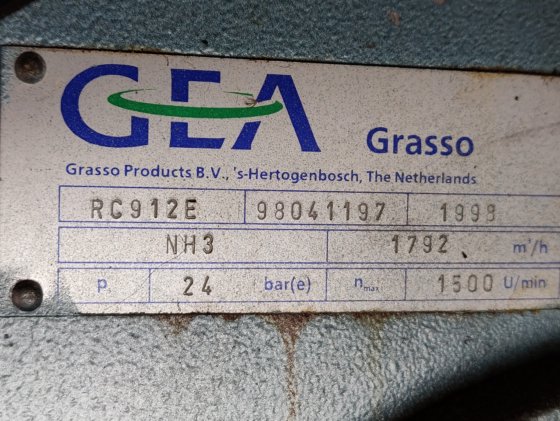 GEA Grasso
Grasso Products B.V., 's-Hertogenbosch, The Netherlands
RC912E 98041197 1998
NH3 1792 m³/h
p 24 bar(e) nmax 1500 U/min